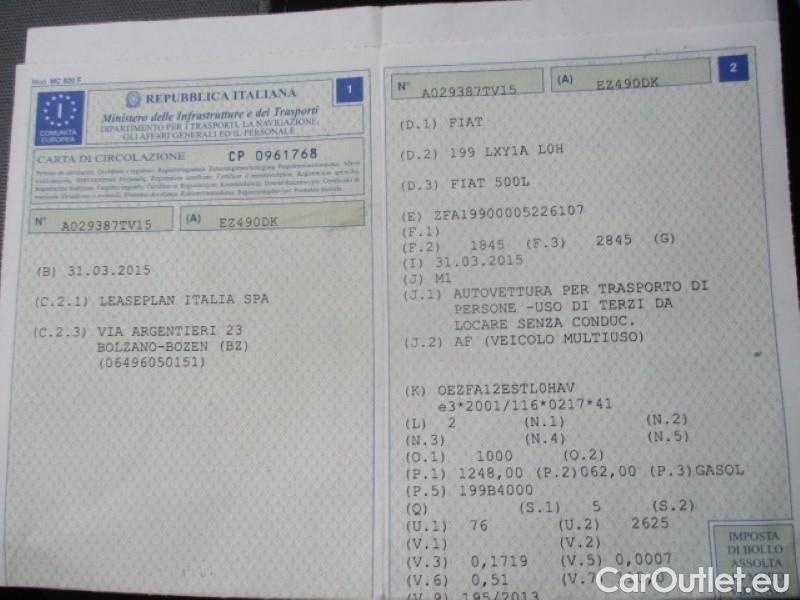 Mod. MC 820 F
I
COMUNITÀ
EUROPEA
REPUBBLICA ITALIANA
Ministero delle Infrastrutture e dei Trasporti
DIPARTIMENTO PER I TRASPORTI, LA NAVIGAZIONE,
GLI AFFARI GENERALI ED IL PERSONALE
1
CARTA DI CIRCOLAZIONE CP 0961768
N° A029387TV15 (A) EZ490DK
(B) 31.03.2015
(C.2.1) LEASEPLAN ITALIA SPA
(C.2.3) VIA ARGENTIERI 23
BOLZANO-BOZEN (BZ)
(06496050151)
N° A029387TV15 (A) EZ490DK
2
(D.1) FIAT
(D.2) 199 LXY1A L0H
(D.3) FIAT 500L
(E) ZFA19900005226107
(F.1)
(F.2) 1845 (F.3) 2845 (G)
(I) 31.03.2015
(J) M1
(J.1) AUTOVETTURA PER TRASPORTO DI
PERSONE -USO DI TERZI DA
LOCARE SENZA CONDUC.
(J.2) AF (VEICOLO MULTIUSO)
(K) OEZFA12ESTL0HAV
e3*2001/116*0217*41
(L) 2 (N.1) (N.2)
(N.3) (N.4) (N.5)
(O.1) 1000 (O.2)
(P.1) 1248,00 (P.2)062,00 (P.3)GASOL
(P.5) 199B4000
(Q) (S.1) 5 (S.2)
(U.1) 76 (U.2) 2625
(V.1) (V.2)
(V.3) 0,1719 (V.5) 0,0007
(V.6) 0,51 (V.7)
(V.9) 195/2013
IMPOSTA
DI BOLLO
ASSOLTA
CarOutlet.eu